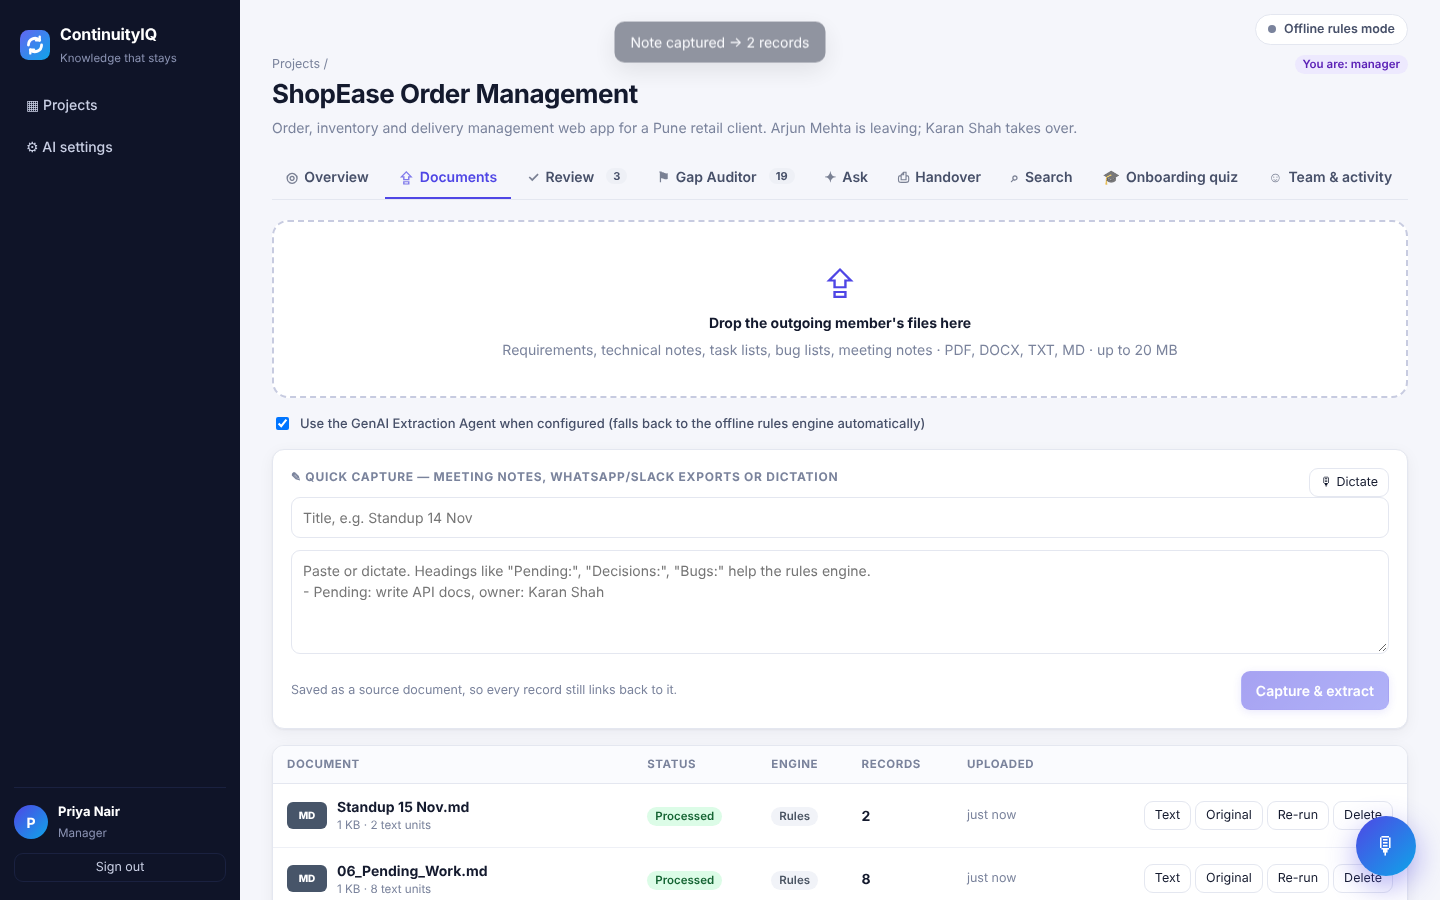 ContinuityIQ
Knowledge that stays
Projects
AI settings
Priya Nair
Manager
P
Sign out
Note captured → 2 records
Offline rules mode
You are: manager
Projects /
ShopEase Order Management
Order, inventory and delivery management web app for a Pune retail client. Arjun Mehta is leaving; Karan Shah takes over.
Overview Documents Review 3 Gap Auditor 19 Ask Handover Search Onboarding quiz Team & activity
Drop the outgoing member's files here
Requirements, technical notes, task lists, bug lists, meeting notes · PDF, DOCX, TXT, MD · up to 20 MB
Use the GenAI Extraction Agent when configured (falls back to the offline rules engine automatically)
QUICK CAPTURE — MEETING NOTES, WHATSAPP/SLACK EXPORTS OR DICTATION
Dictate
Title, e.g. Standup 14 Nov
Paste or dictate. Headings like "Pending:", "Decisions:", "Bugs:" help the rules engine.
- Pending: write API docs, owner: Karan Shah
Saved as a source document, so every record still links back to it.
Capture & extract
DOCUMENT STATUS ENGINE RECORDS UPLOADED
MD Standup 15 Nov.md Processed Rules 2 just now Text Original Re-run Delete
1 KB · 2 text units
MD 06_Pending_Work.md Processed Rules 8 just now Text Original Re-run Delete
1 KB · 8 text units